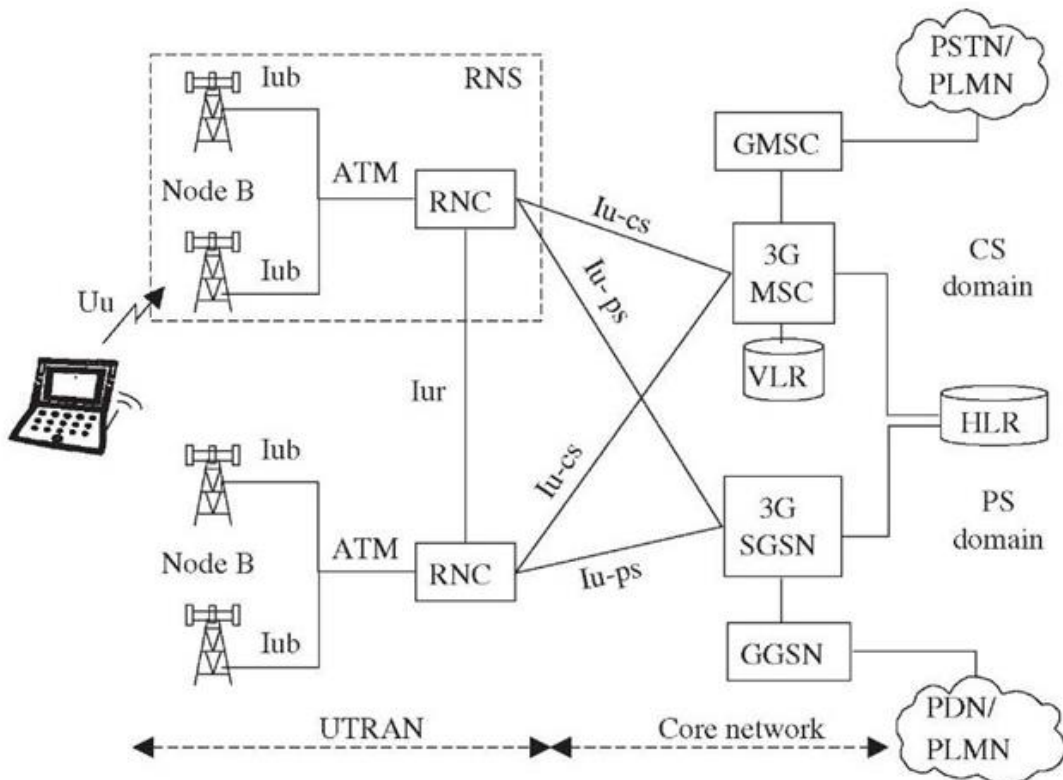 Iub
RNS
PSTN/
PLMN
GMSC
ATM
Node B
RNC
Iu-cs
3G
MSC
CS
domain
Iub
Iu- ps
Uu
VLR
Iur
HLR
Iub
Iu-cs
3G
SGSN
PS
domain
ATM
Node B
RNC
Iu-ps
Iub
GGSN
PDN/
PLMN
UTRAN
Core network